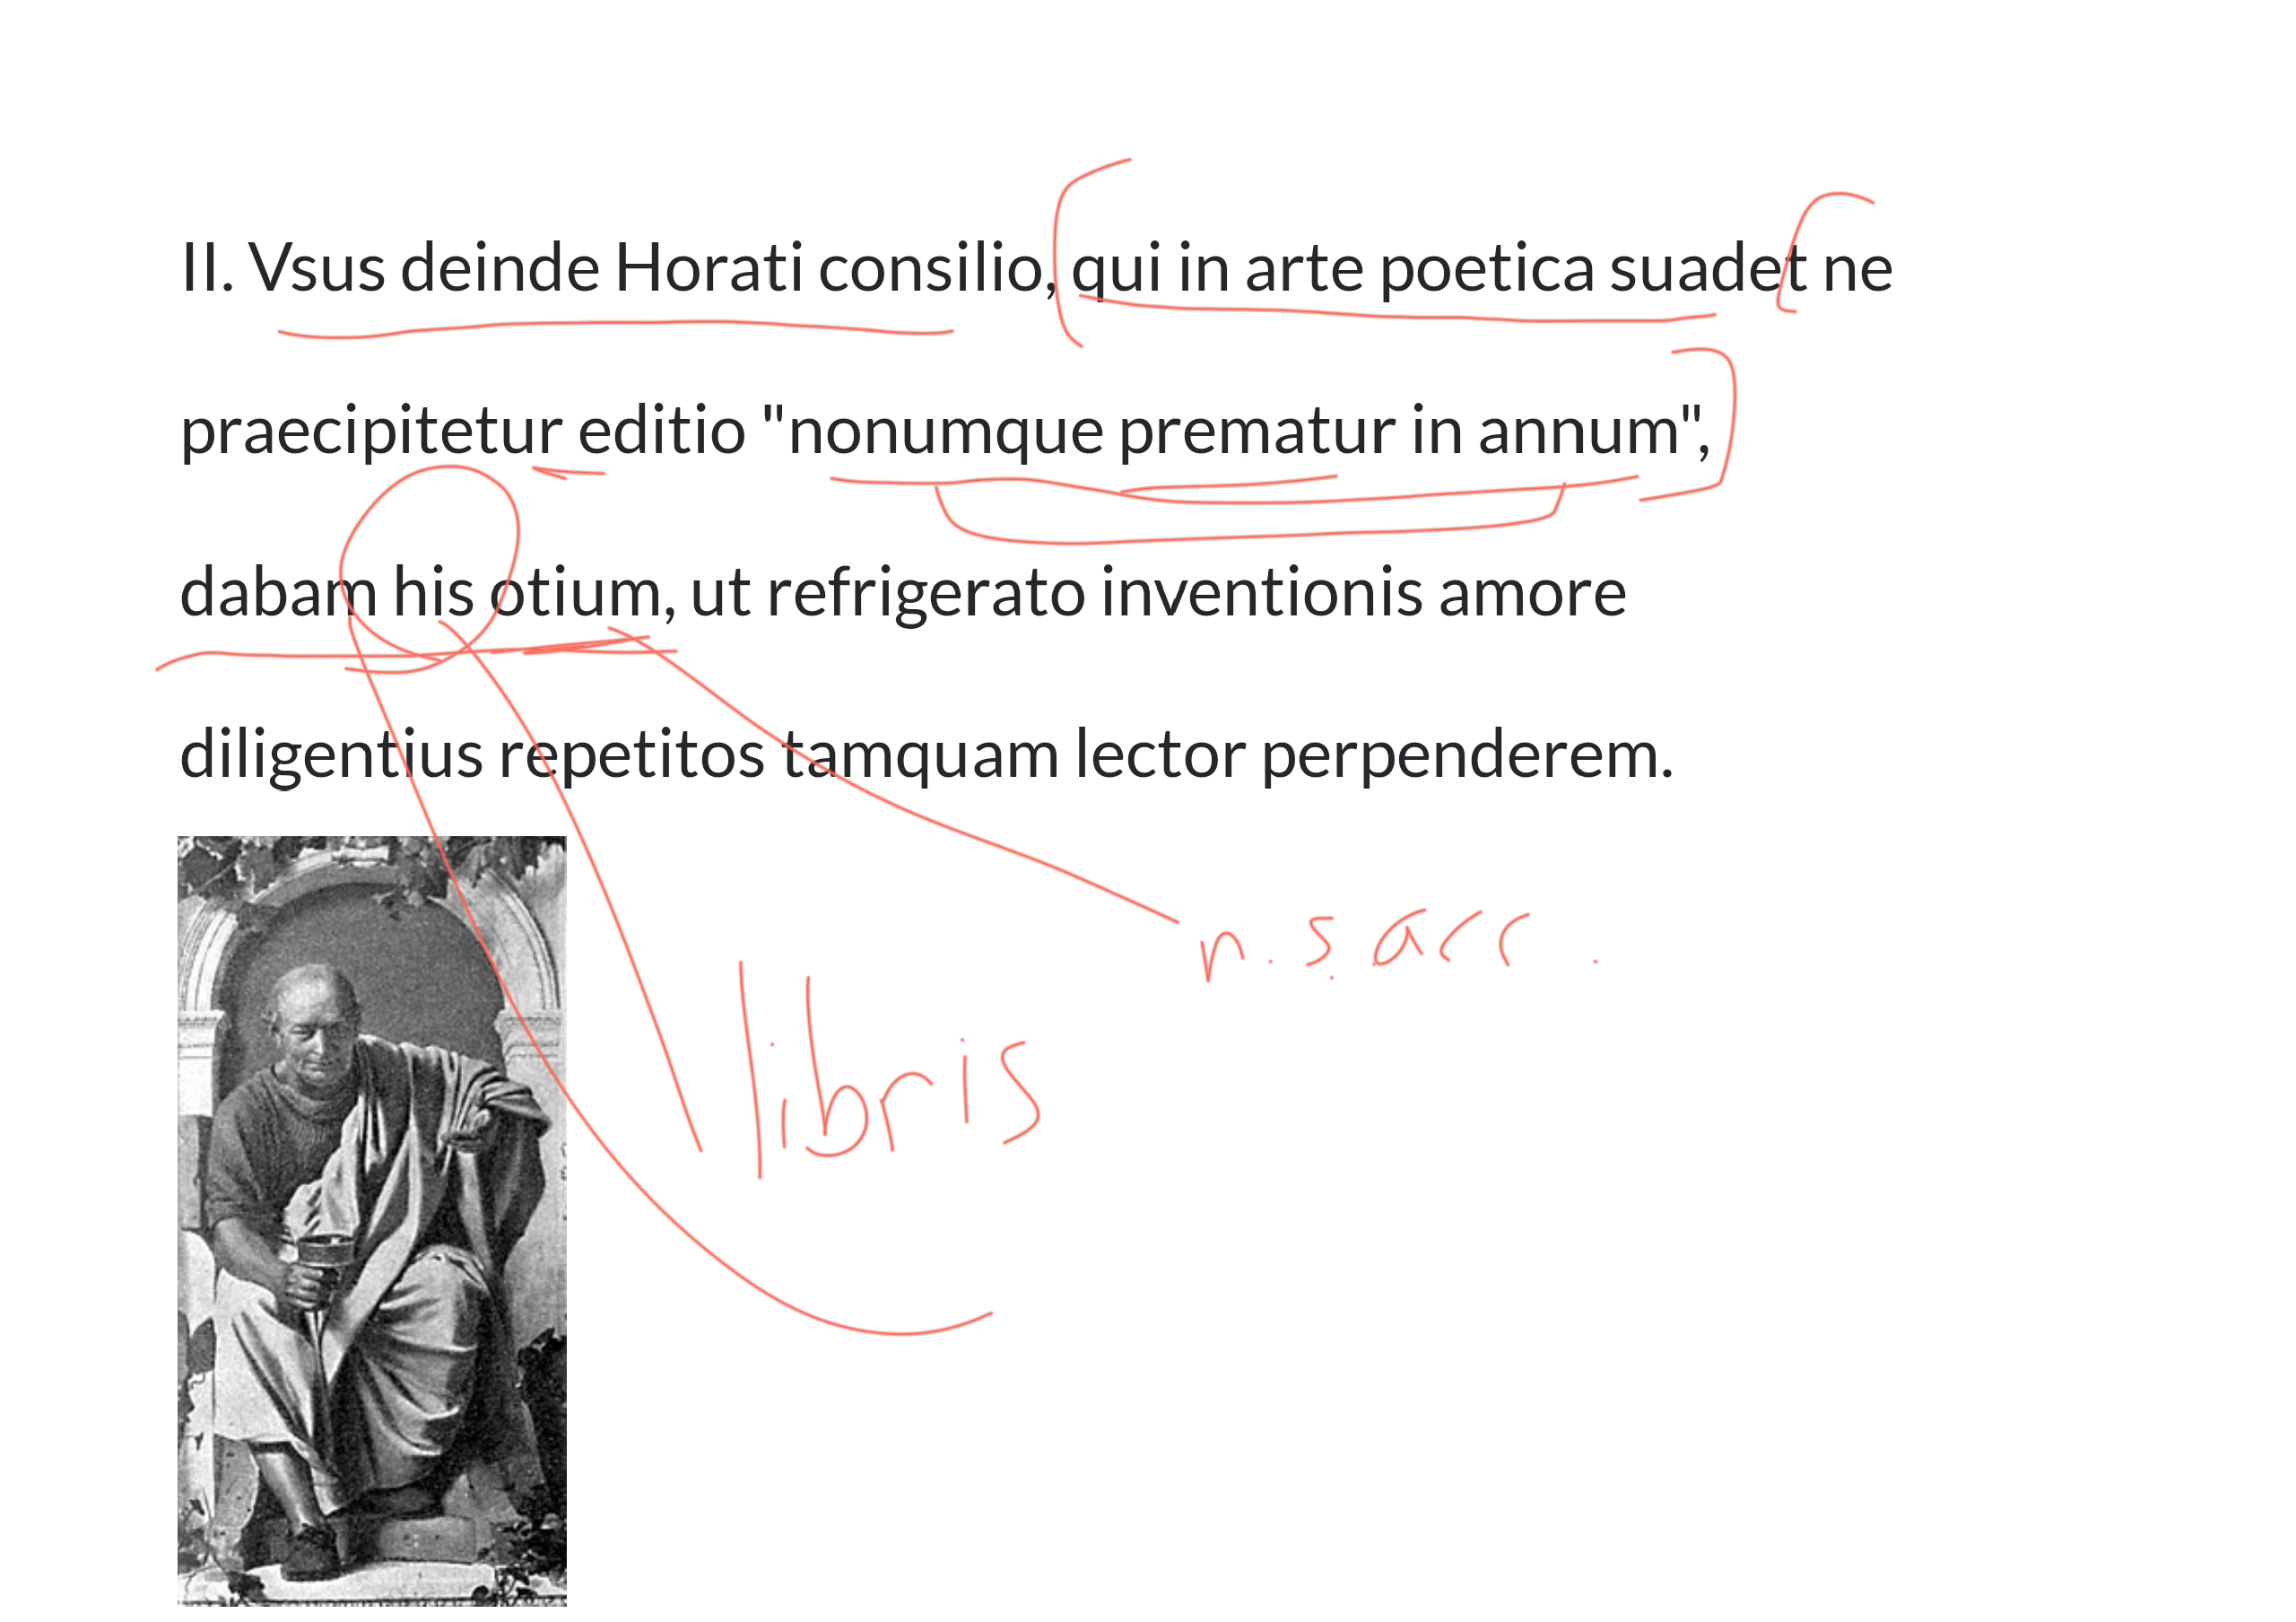 II. Vsus deinde Horati consilio, qui in arte poetica suadet ne
praecipitetur editio "nonumque prematur in annum",
dabam his otium, ut refrigerato inventionis amore
diligentius repetitos tamquam lector perpenderem.
n. s. acc.
libris